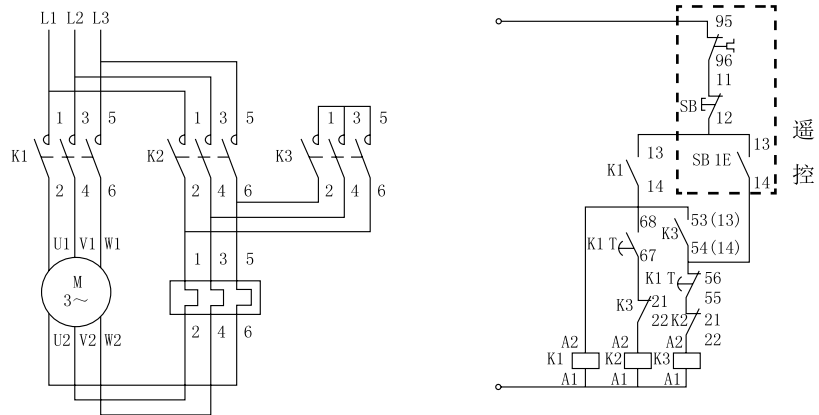 L1 L2 L3
1 3 5
1 3 5
1 3 5
K1
K2
K3
2 4 6
2 4 6
2 4 6
U1 V1 W1
1 3 5
M
3～
2 4 6
U2 V2 W2
95
96
11
SB
12
遥
控
13
13
SB 1E
K1
14
14
68
53(13)
K3
K1 T
67
54(14)
K1 T
56
55
K3
21
22
K2
21
22
A2
A2
A2
K1
K2
K3
A1
A1
A1